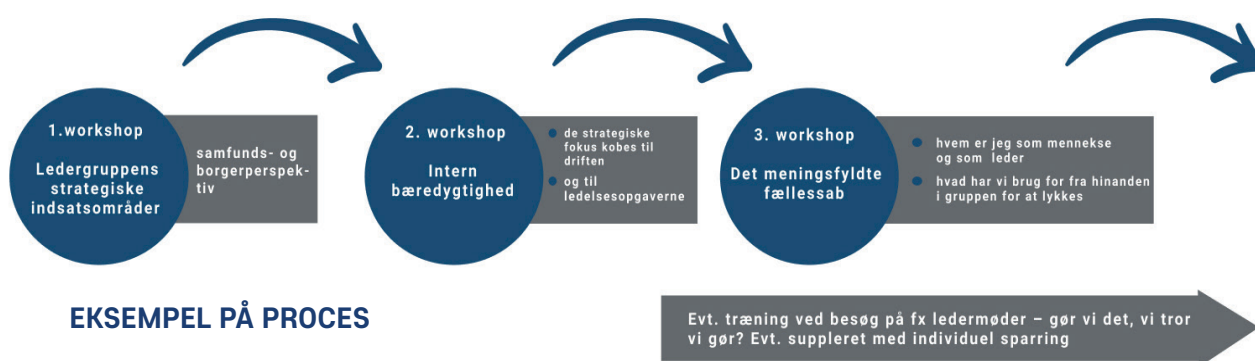 1.workshop
Ledergruppens
strategiske
indsatsområder
samfunds- og
borgerperspek-
tiv
2. workshop
Intern
bæredygtighed
de strategiske
fokus kobes til
driften
og til
ledelsesopgaverne
3. workshop
Det meningsfyldte
fællessab
hvem er jeg som mennekse
og som leder
hvad har vi brug for fra hinanden
i gruppen for at lykkes
EKSEMPEL PÅ PROCES
Evt. træning ved besøg på fx ledermøder – gør vi det, vi tror
vi gør? Evt. suppleret med individuel sparring